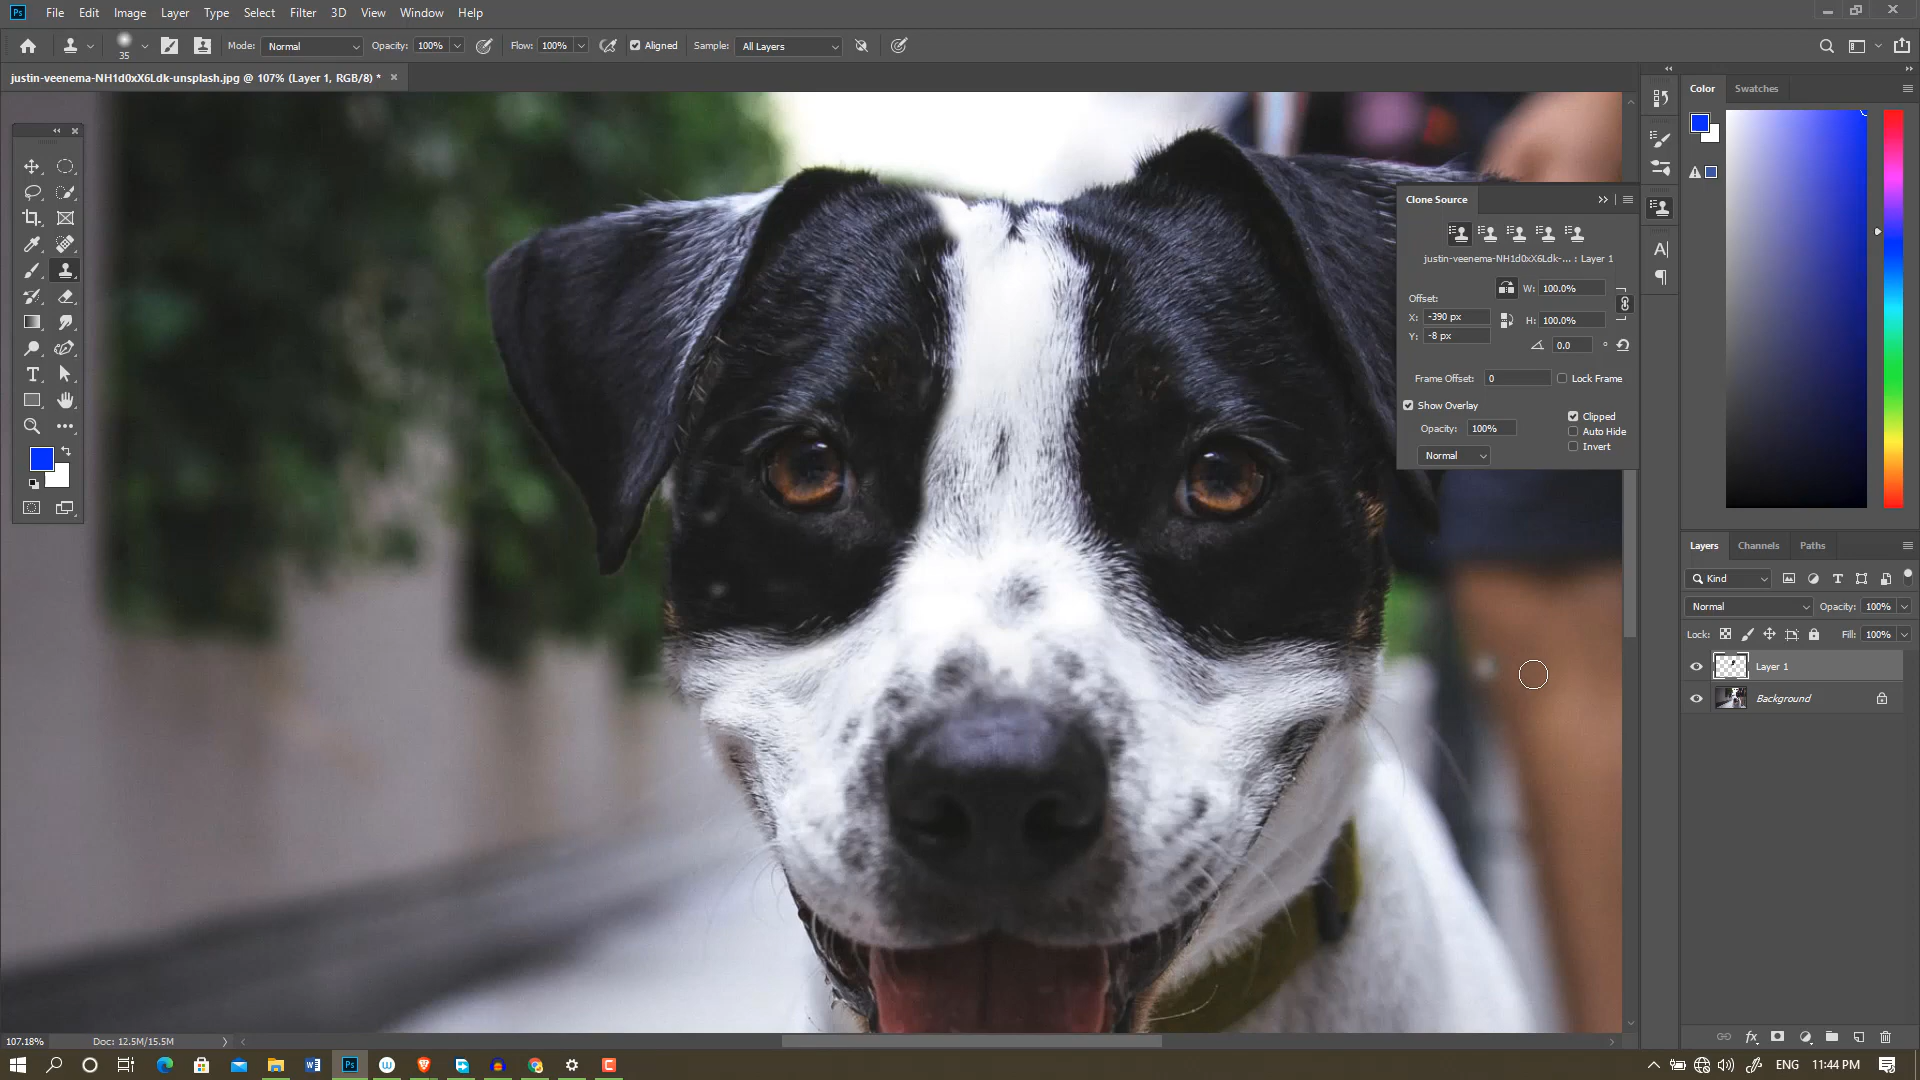 Ps File Edit Image Layer Type Select Filter 3D View Window Help
35 Mode: Normal Opacity: 100% Flow: 100% Aligned Sample: All Layers
justin-veenema-NH1d0xX6Ldk-unsplash.jpg @ 107% (Layer 1, RGB/8) * ×
Color Swatches
Clone Source
justin-veenema-NH1d0xX6Ldk-... : Layer 1
W: 100.0%
Offset:
X: -390 px
H: 100.0%
Y: -8 px
0.0 °
Frame Offset: 0 Lock Frame
Show Overlay
Clipped
Opacity: 100%
Auto Hide
Invert
Normal
Layers Channels Paths
Kind
Normal Opacity: 100%
Lock: Fill: 100%
Layer 1
Background
107.18% Doc: 12.5M/15.5M
ENG 11:44 PM